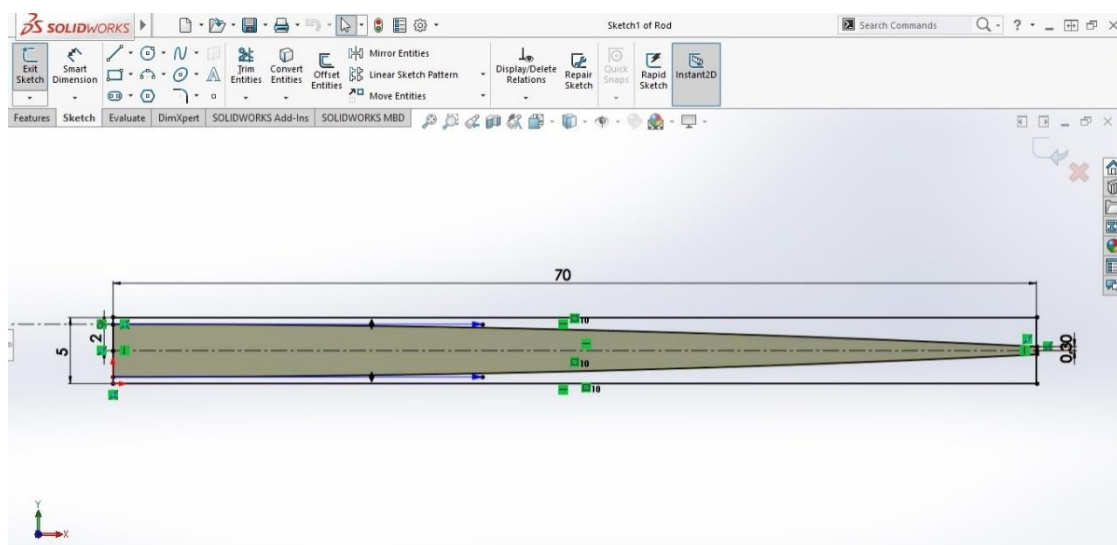 SOLIDWORKS
Sketch1 of Rod
Search Commands
?
Exit Sketch
Smart Dimension
Trim Entities
Convert Entities
Offset Entities
Mirror Entities
Linear Sketch Pattern
Move Entities
Display/Delete Relations
Repair Sketch
Quick Snaps
Rapid Sketch
Instant2D
Features Sketch Evaluate DimXpert SOLIDWORKS Add-Ins SOLIDWORKS MBD
70
10
2
5
10
0.30
10
Y
X